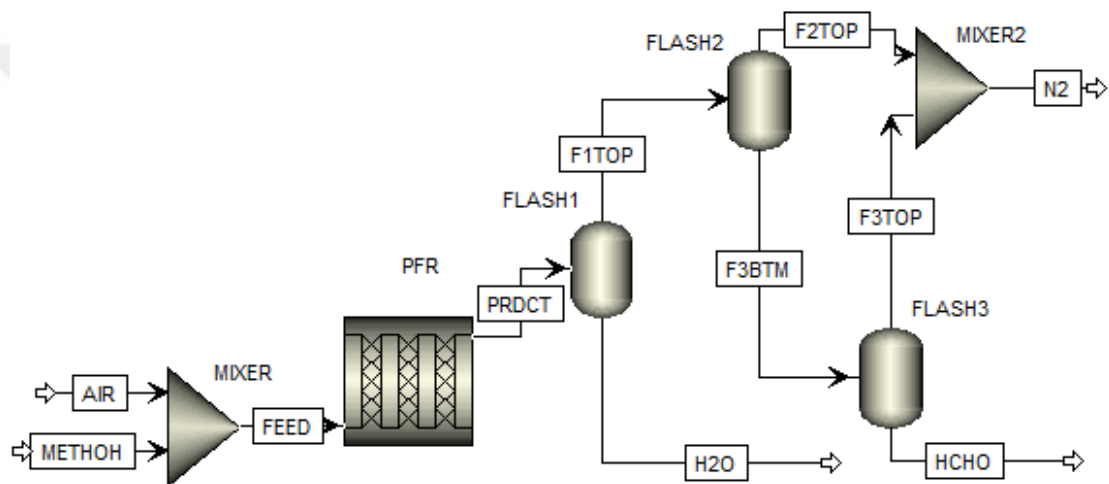 FLASH2
F2TOP
MIXER2
N2
F1TOP
FLASH1
F3TOP
F3BTM
PFR
PRDCT
FLASH3
MIXER
AIR
FEED
METHOH
H2O
HCHO